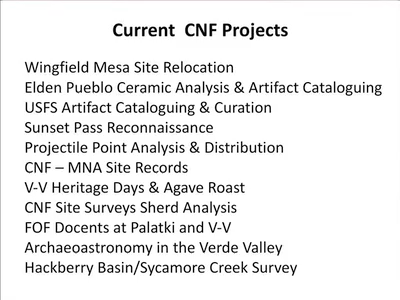 Current CNF Projects
Wingfield Mesa Site Relocation
Elden Pueblo Ceramic Analysis & Artifact Cataloguing
USFS Artifact Cataloguing & Curation
Sunset Pass Reconnaissance
Projectile Point Analysis & Distribution
CNF – MNA Site Records
V-V Heritage Days & Agave Roast
CNF Site Surveys Sherd Analysis
FOF Docents at Palatki and V-V
Archaeoastronomy in the Verde Valley
Hackberry Basin/Sycamore Creek Survey